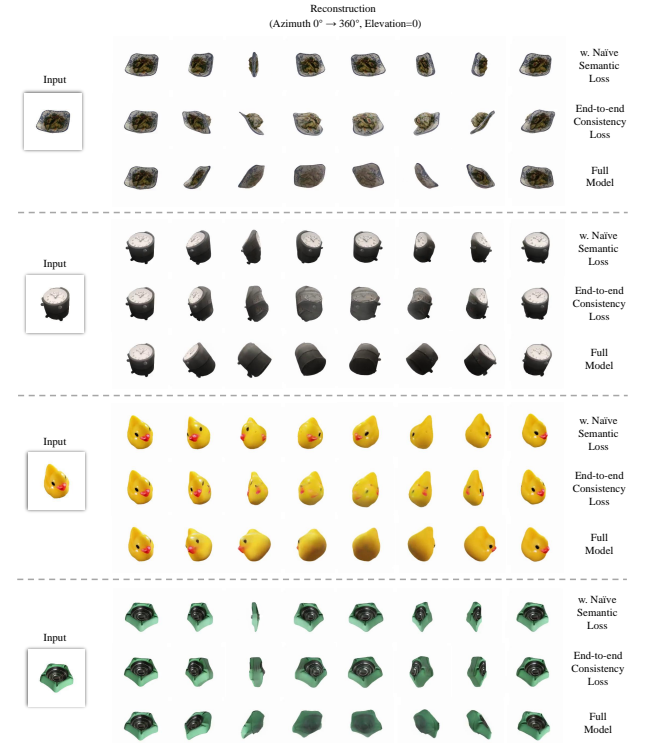 Reconstruction
(Azimuth 0° → 360°, Elevation=0)
Input
w. Naïve
Semantic
Loss
End-to-end
Consistency
Loss
Full
Model
Input
w. Naïve
Semantic
Loss
End-to-end
Consistency
Loss
Full
Model
Input
w. Naïve
Semantic
Loss
End-to-end
Consistency
Loss
Full
Model
Input
w. Naïve
Semantic
Loss
End-to-end
Consistency
Loss
Full
Model